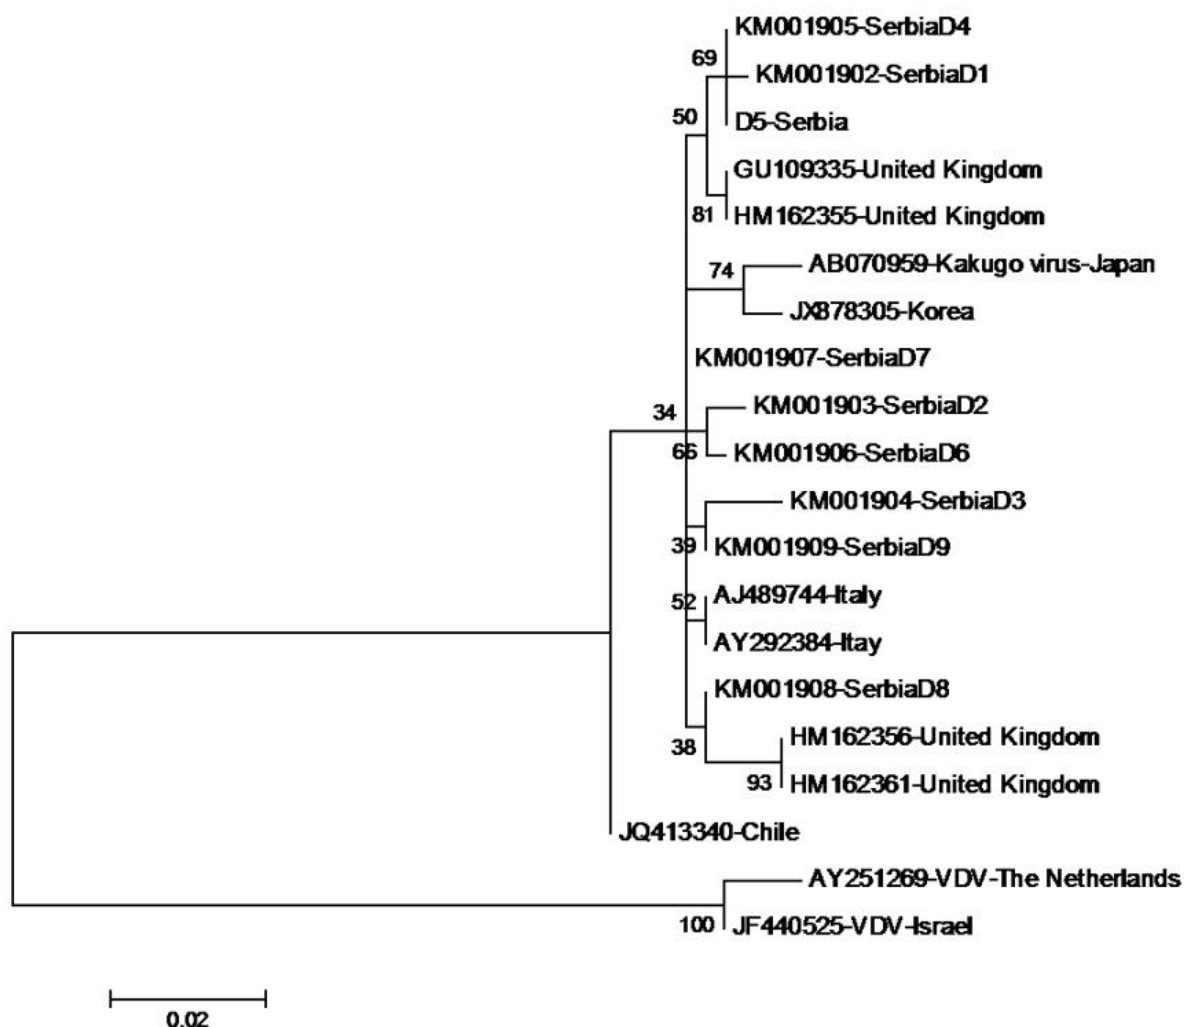 KM001905-SerbiaD4
69
KM001902-SerbiaD1
50
D5-Serbia
GU109335-United Kingdom
81
HM162355-United Kingdom
AB070959-Kakugo virus-Japan
74
JX878305-Korea
KM001907-SerbiaD7
KM001903-SerbiaD2
34
66
KM001906-SerbiaD6
KM001904-SerbiaD3
39
KM001909-SerbiaD9
AJ489744-Italy
52
AY292384-Itay
KM001908-SerbiaD8
38
HM162356-United Kingdom
93
HM162361-United Kingdom
JQ413340-Chile
AY251269-VDV-The Netherlands
100
JF440525-VDV-Israel
0.02